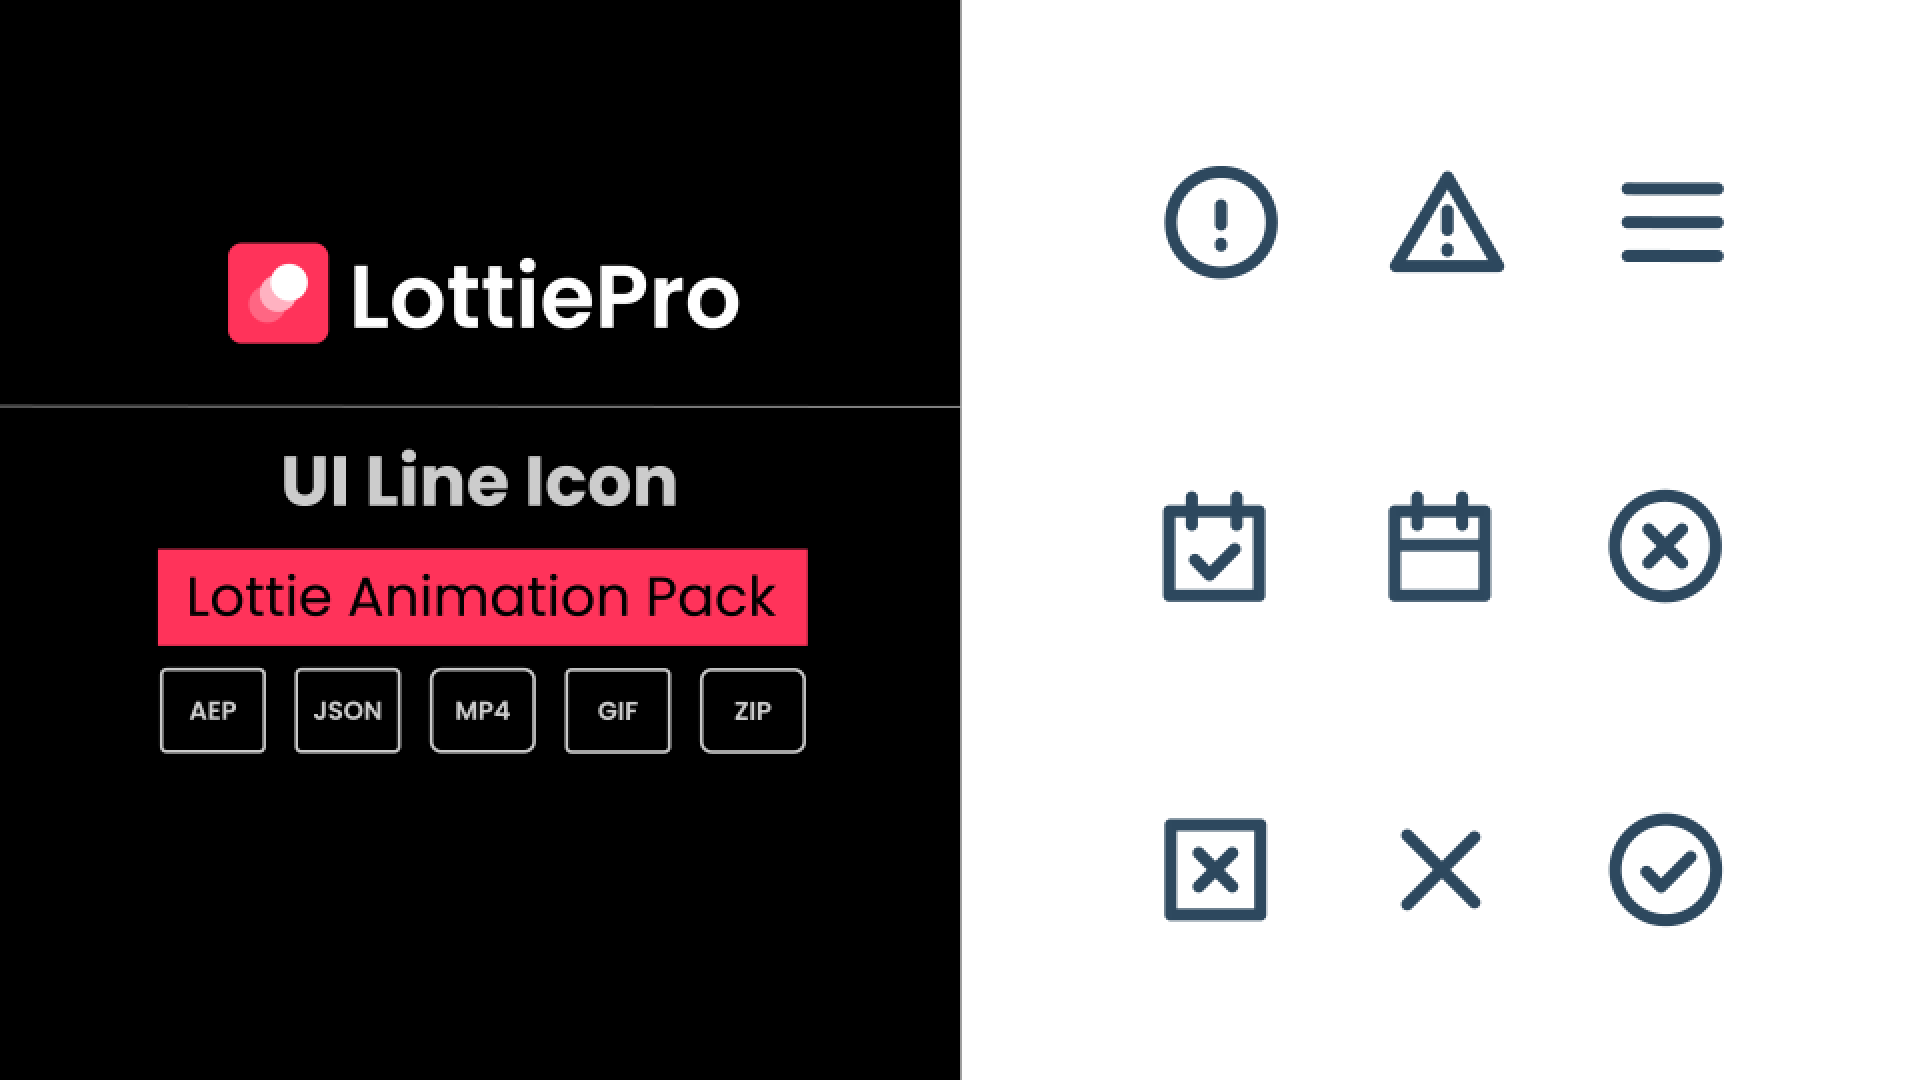 LottiePro
UI Line Icon
Lottie Animation Pack
AEP
JSON
MP4
GIF
ZIP